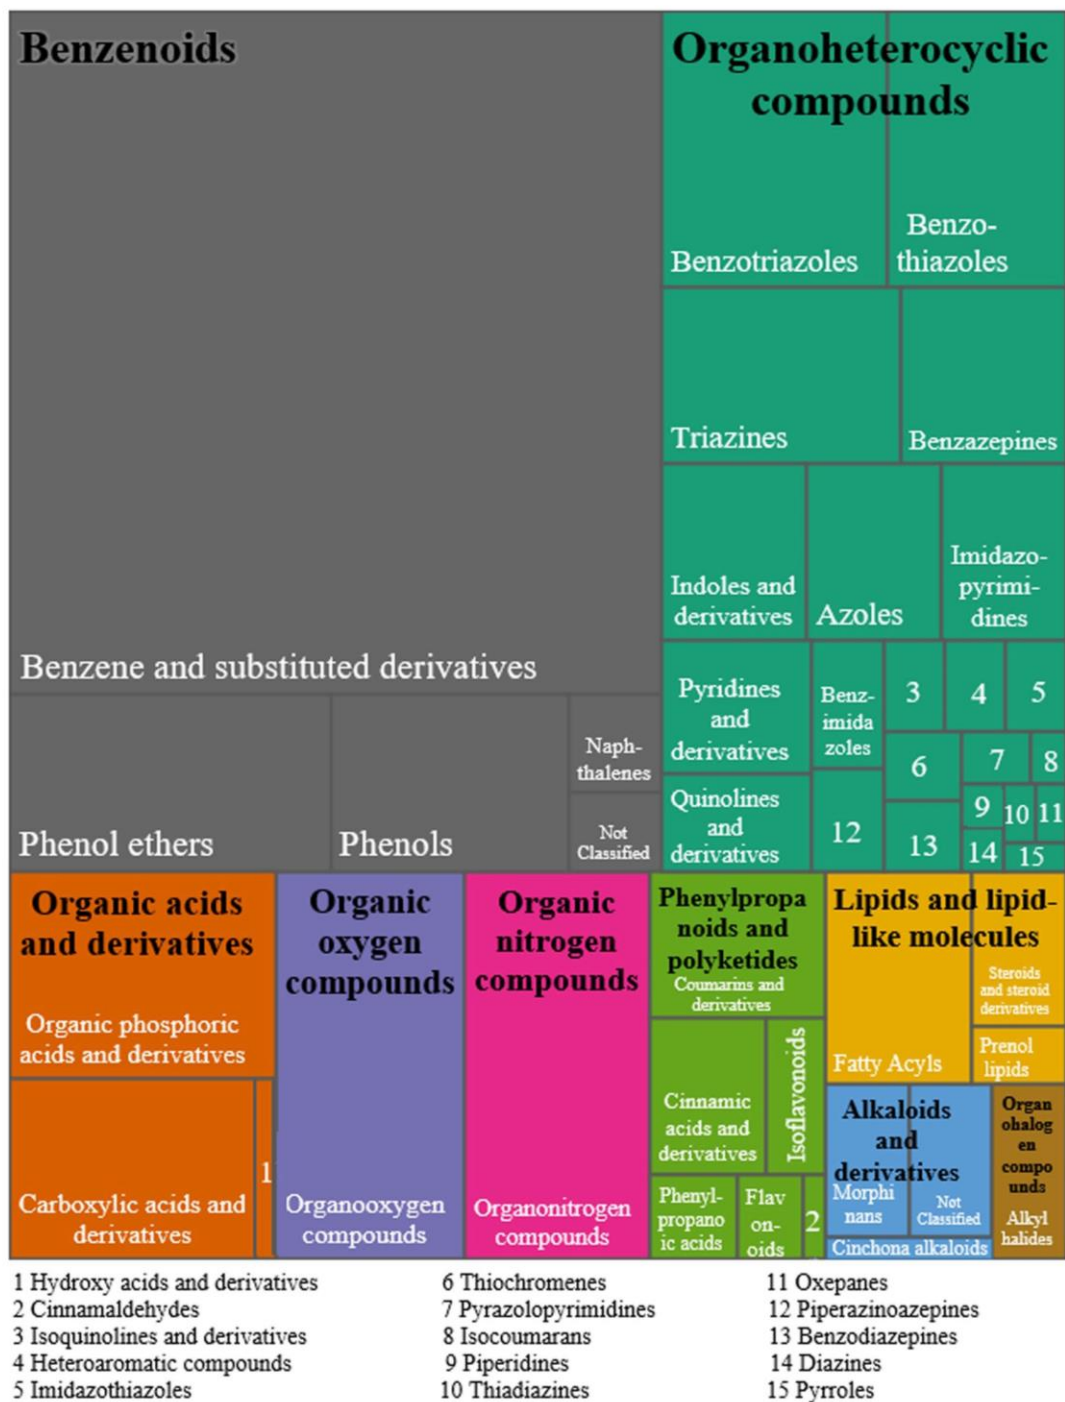 Benzenoids
Benzene and substituted derivatives
Phenol ethers
Phenols
Naph-
thalenes
Not
Classified
Organoheterocyclic
compounds
Benzotriazoles
Benzo-
thiazoles
Triazines
Benzazepines
Indoles and
derivatives
Azoles
Imidazo-
pyrimi-
dines
Pyridines
and
derivatives
Benz-
imida
zoles
3
4
5
6
7
8
Quinolines
and
derivatives
12
13
9
10
11
14
15
Organic acids
and derivatives
Organic phosphoric
acids and derivatives
Carboxylic acids and
derivatives
1
Organic
oxygen
compounds
Organooxygen
compounds
Organic
nitrogen
compounds
Organonitrogen
compounds
Phenylpropa
noids and
polyketides
Coumarins and
derivatives
Cinnamic
acids and
derivatives
Isoflavonoids
Phenyl-
propano
ic acids
Flav
on-
oids
2
Lipids and lipid-
like molecules
Fatty Acyls
Steroids
and steroid
derivatives
Prenol
lipids
Alkaloids
and
derivatives
Morphi
nans
Not
Classified
Cinchona alkaloids
Organ
ohalog
en
compo
unds
Alkyl
halides
1 Hydroxy acids and derivatives
2 Cinnamaldehydes
3 Isoquinolines and derivatives
4 Heteroaromatic compounds
5 Imidazothiazoles
6 Thiochromenes
7 Pyrazolopyrimidines
8 Isocoumarans
9 Piperidines
10 Thiadiazines
11 Oxepanes
12 Piperazinoazepines
13 Benzodiazepines
14 Diazines
15 Pyrroles